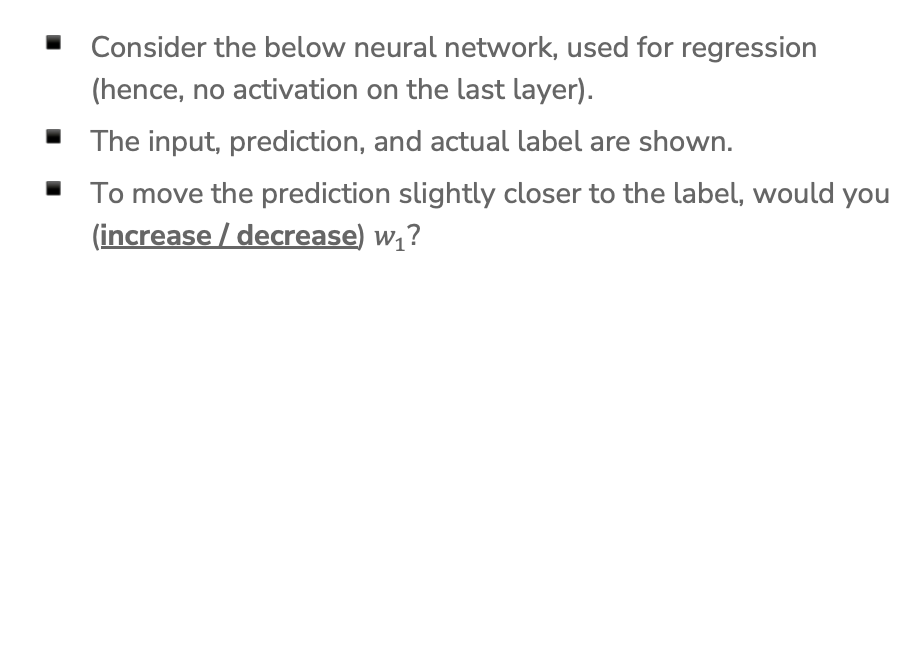 ▪ Consider the below neural network, used for regression
(hence, no activation on the last layer).
▪ The input, prediction, and actual label are shown.
▪ To move the prediction slightly closer to the label, would you
(increase / decrease) w₁?